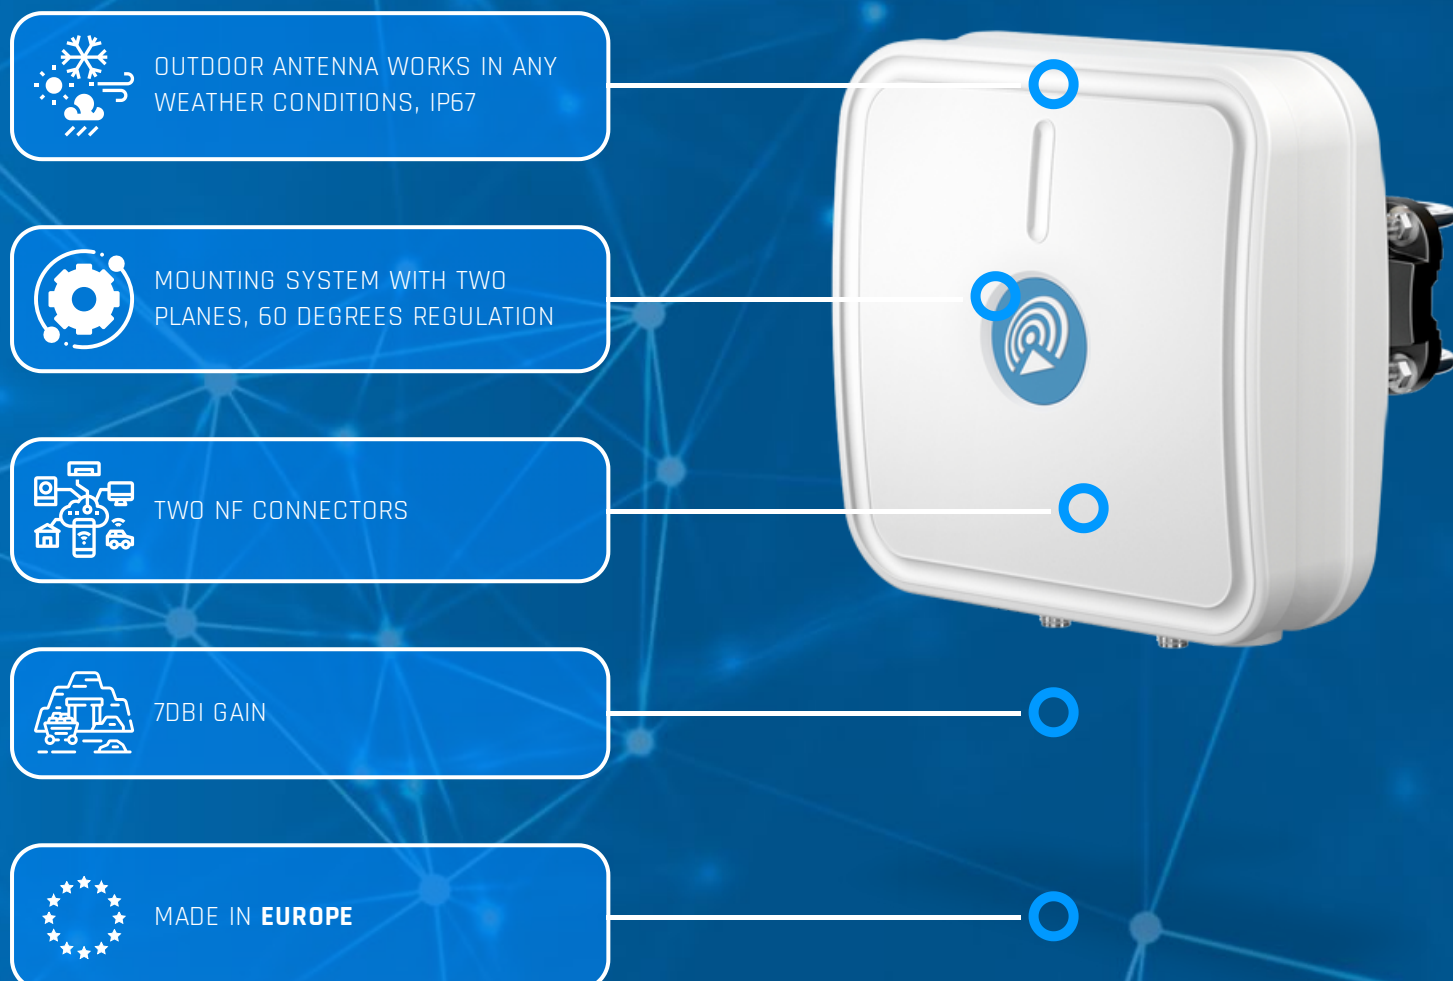 OUTDOOR ANTENNA WORKS IN ANY
WEATHER CONDITIONS, IP67
MOUNTING SYSTEM WITH TWO
PLANES, 60 DEGREES REGULATION
TWO NF CONNECTORS
7DBI GAIN
MADE IN EUROPE